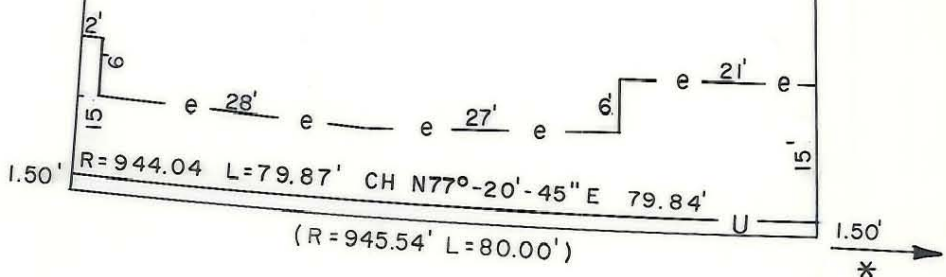 2'
6
e 21' e
15 e 28' e e 27' e 6' 15'
1.50' R=944.04 L=79.87' CH N77°-20'-45"E 79.84' U 1.50'
(R=945.54' L=80.00')
*